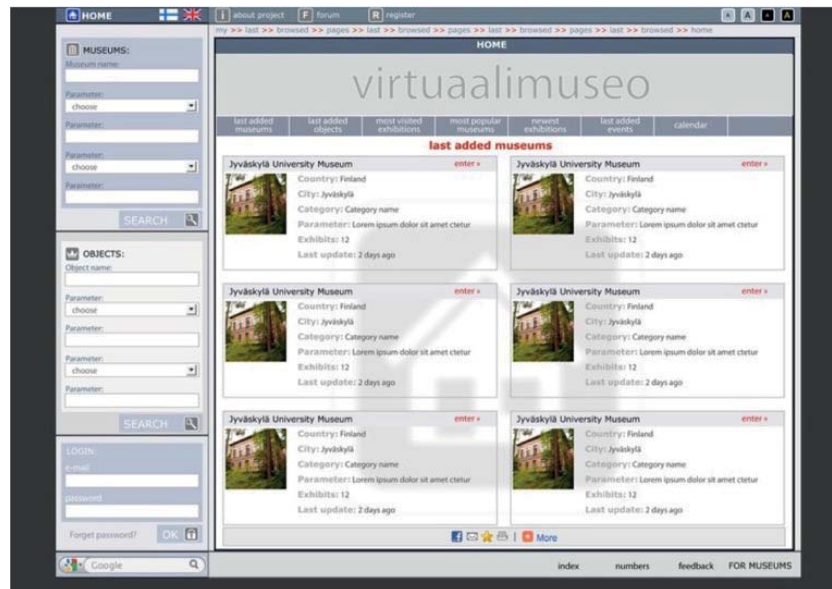 HOME
i about project F forum R register
A A A A
my >> last >> browsed >> pages >> last >> browsed >> pages >> last >> browsed >> pages >> last >> browsed >> home
MUSEUMS:
Museum name:
Parameter:
choose
Parameter:
Parameter:
choose
Parameter:
SEARCH
OBJECTS:
Object name:
Parameter:
choose
Parameter:
Parameter:
choose
Parameter:
SEARCH
LOGIN:
e-mail
password
Forget password? OK
Google
HOME
virtuaalimuseo
last added museums
last added objects
most visited exhibitions
most popular museums
newest exhibitions
last added events
calendar
last added museums
Jyväskylä University Museum enter »
Country: Finland
City: Jyväskylä
Category: Category name
Parameter: Lorem ipsum dolor sit amet ctetur
Exhibits: 12
Last update: 2 days ago
Jyväskylä University Museum enter »
Country: Finland
City: Jyväskylä
Category: Category name
Parameter: Lorem ipsum dolor sit amet ctetur
Exhibits: 12
Last update: 2 days ago
Jyväskylä University Museum enter »
Country: Finland
City: Jyväskylä
Category: Category name
Parameter: Lorem ipsum dolor sit amet ctetur
Exhibits: 12
Last update: 2 days ago
Jyväskylä University Museum enter »
Country: Finland
City: Jyväskylä
Category: Category name
Parameter: Lorem ipsum dolor sit amet ctetur
Exhibits: 12
Last update: 2 days ago
Jyväskylä University Museum enter »
Country: Finland
City: Jyväskylä
Category: Category name
Parameter: Lorem ipsum dolor sit amet ctetur
Exhibits: 12
Last update: 2 days ago
Jyväskylä University Museum enter »
Country: Finland
City: Jyväskylä
Category: Category name
Parameter: Lorem ipsum dolor sit amet ctetur
Exhibits: 12
Last update: 2 days ago
| More
index numbers feedback FOR MUSEUMS